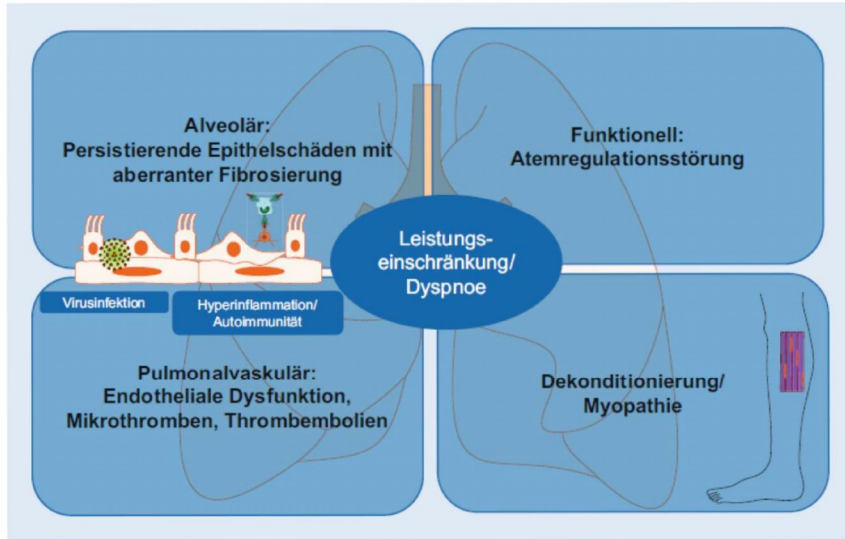 Alveolär:
Persistierende Epithelschäden mit
aberranter Fibrosierung
Funktionell:
Atemregulationsstörung
Leistungs-
einschränkung/
Dyspnoe
Virusinfektion
Hyperinflammation/
Autoimmunität
Pulmonalvaskulär:
Endotheliale Dysfunktion,
Mikrothromben, Thrombembolien
Dekonditionierung/
Myopathie